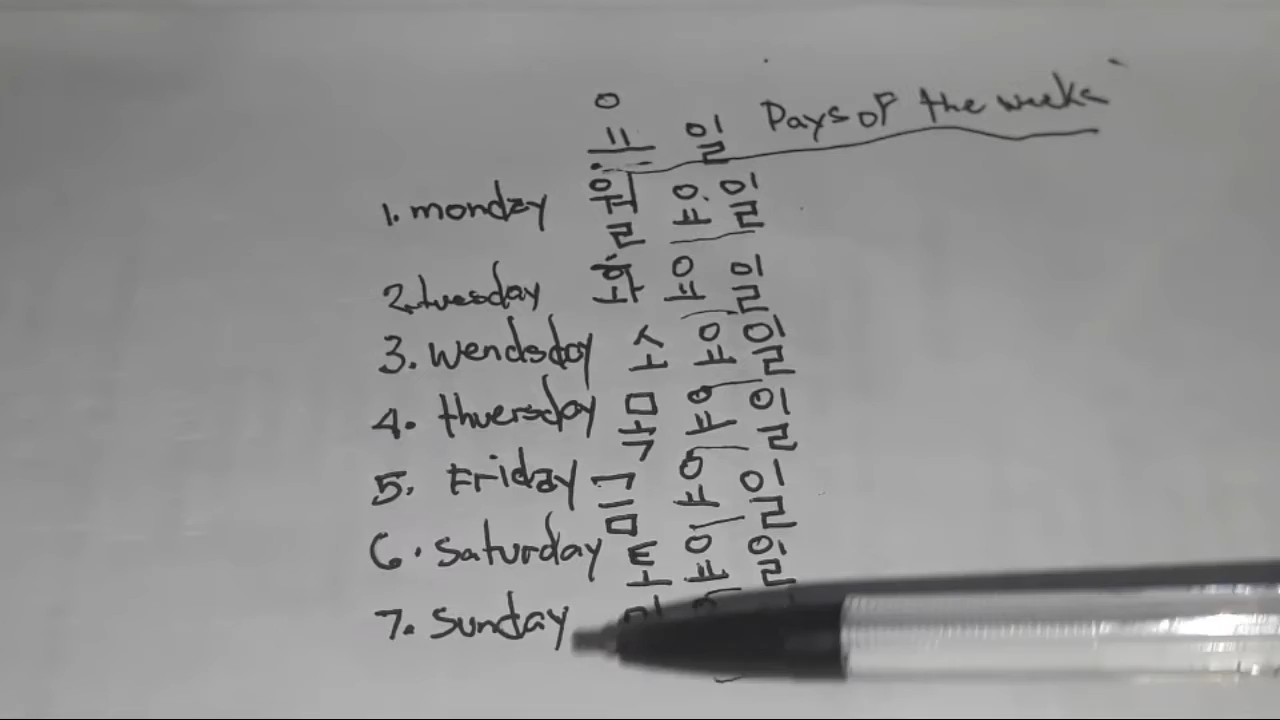 요일 Days of the weeks
1. monday 월요일
2. tuesday 화요일
3. wendsday 수요일
4. thuersday 목요일
5. Friday 금요일
6. saturday 토요일
7. sunday